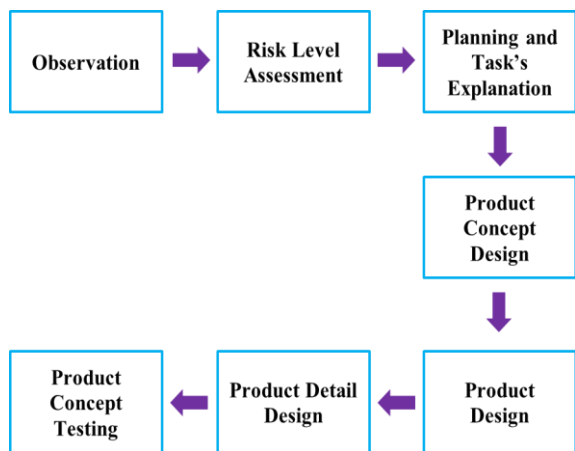 Observation
Risk Level
Assessment
Planning and
Task's
Explanation
Product
Concept
Design
Product
Design
Product Detail
Design
Product
Concept
Testing